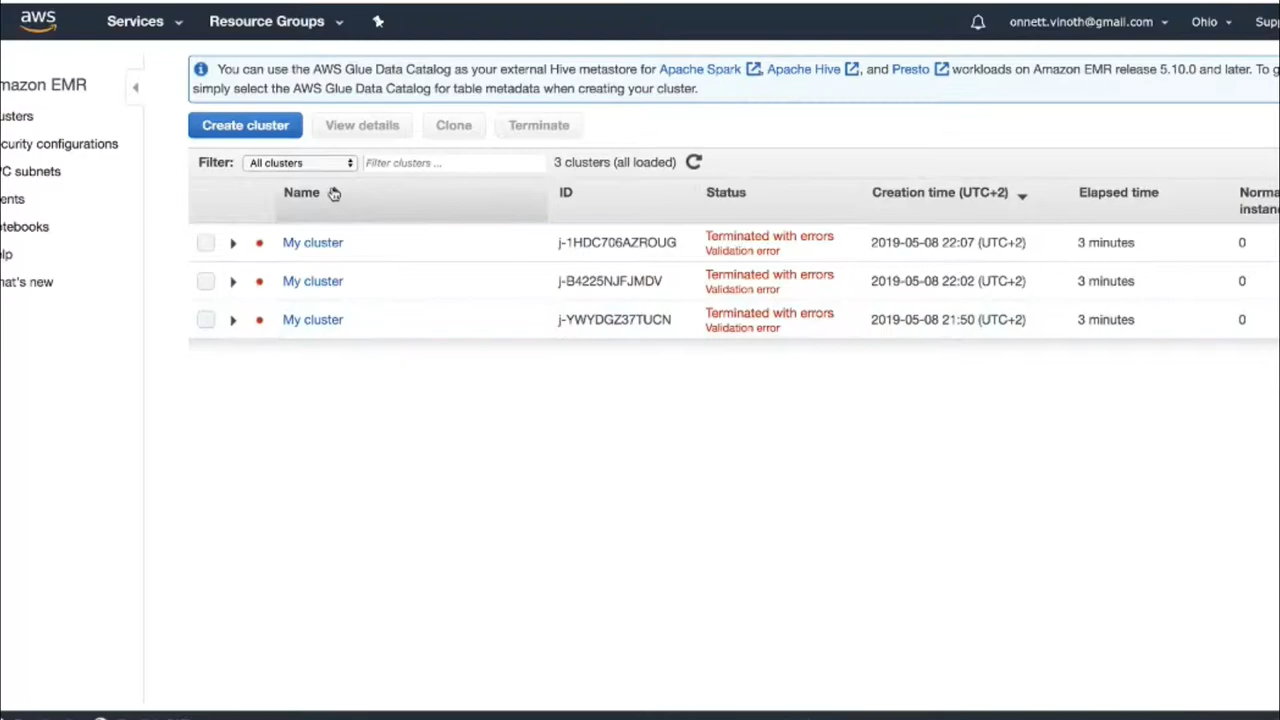 aws
Services
Resource Groups
onnett.vinoth@gmail.com
Ohio
Supp
mazon EMR
usters
curity configurations
PC subnets
ents
tebooks
lp
hat's new
You can use the AWS Glue Data Catalog as your external Hive metastore for Apache Spark, Apache Hive, and Presto workloads on Amazon EMR release 5.10.0 and later. To g
simply select the AWS Glue Data Catalog for table metadata when creating your cluster.
Create cluster
View details
Clone
Terminate
Filter: All clusters Filter clusters ... 3 clusters (all loaded)
Name ID Status Creation time (UTC+2) Elapsed time Norma
instanc
My cluster j-1HDC706AZROUG Terminated with errors 2019-05-08 22:07 (UTC+2) 3 minutes 0
Validation error
My cluster j-B4225NJFJMDV Terminated with errors 2019-05-08 22:02 (UTC+2) 3 minutes 0
Validation error
My cluster j-YWYDGZ37TUCN Terminated with errors 2019-05-08 21:50 (UTC+2) 3 minutes 0
Validation error